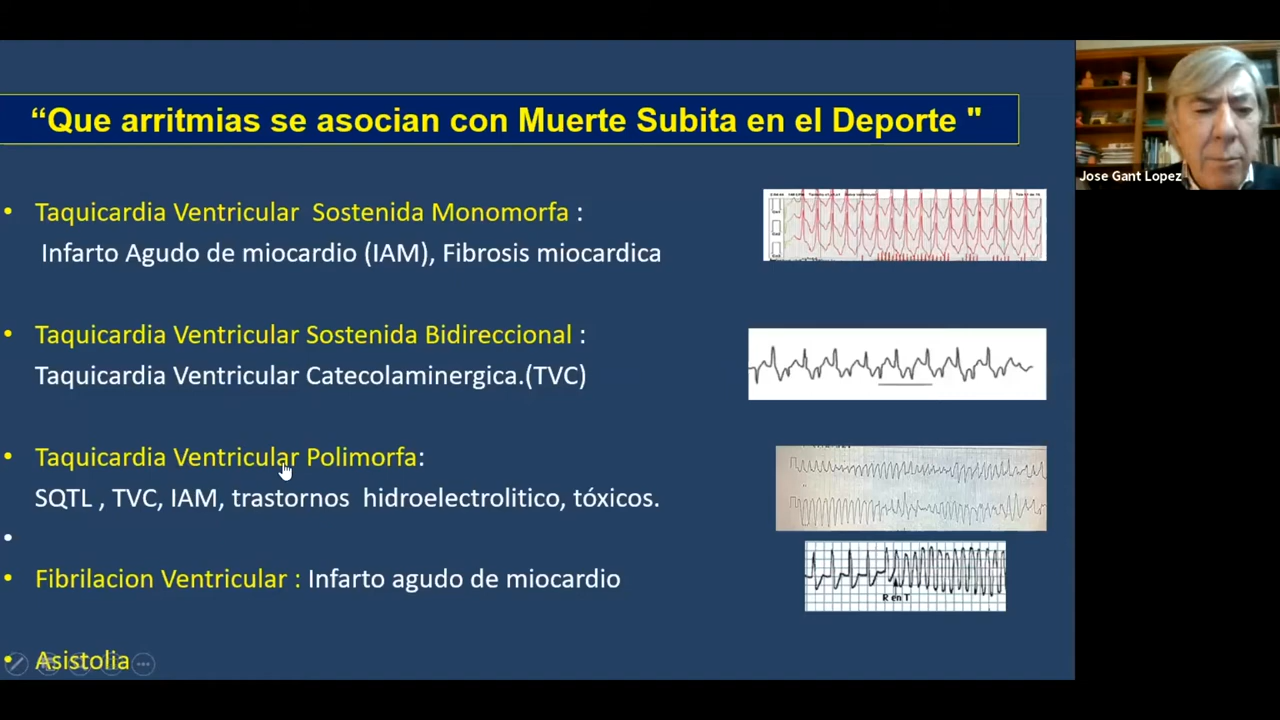 “Que arritmias se asocian con Muerte Subita en el Deporte "
Jose Gant Lopez
• Taquicardia Ventricular Sostenida Monomorfa :
Infarto Agudo de miocardio (IAM), Fibrosis miocardica
• Taquicardia Ventricular Sostenida Bidireccional :
Taquicardia Ventricular Catecolaminergica.(TVC)
• Taquicardia Ventricular Polimorfa:
SQTL , TVC, IAM, trastornos hidroelectrolitico, tóxicos.
•
• Fibrilacion Ventricular : Infarto agudo de miocardio
R en T
• Asistolia